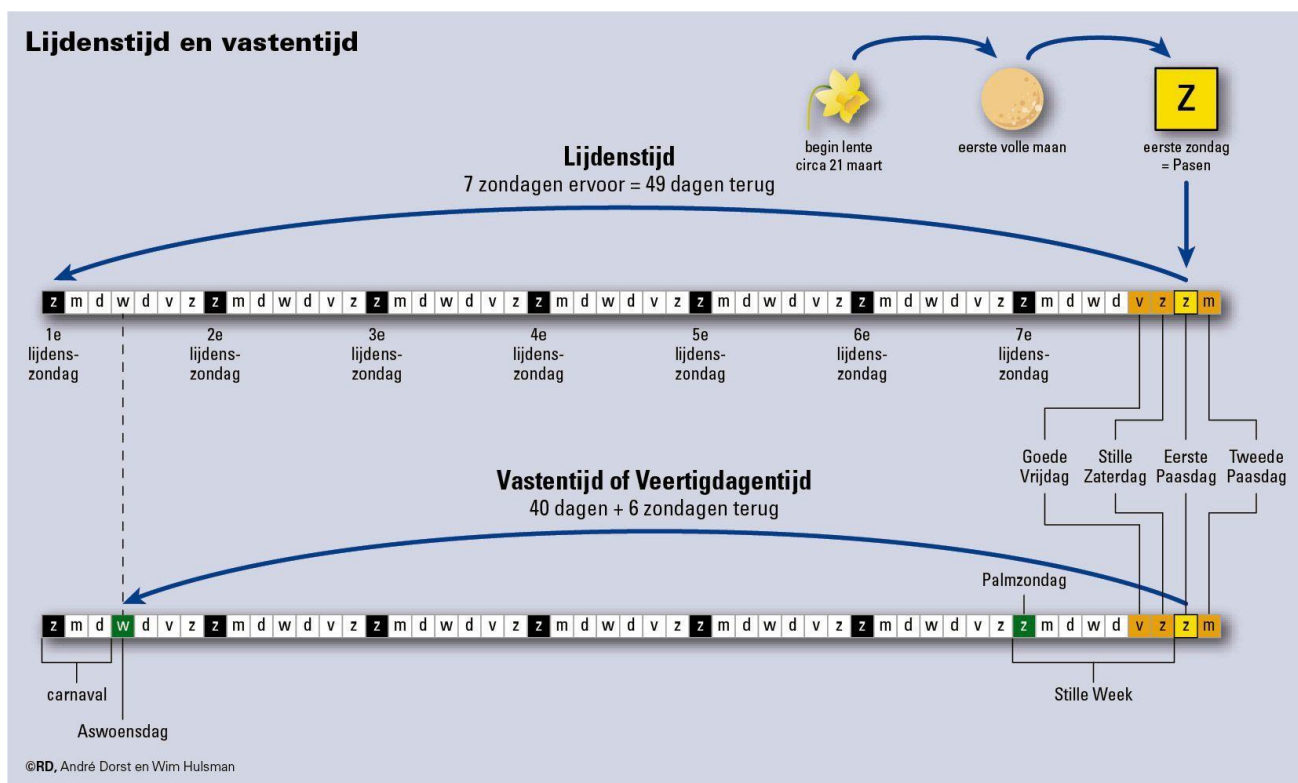 Lijdenstijd en vastentijd
Z
begin lente
circa 21 maart
eerste volle maan
eerste zondag
= Pasen
Lijdenstijd
7 zondagen ervoor = 49 dagen terug
z m d w d v z z m d w d v z z m d w d v z z m d w d v z z m d w d v z z m d w d v z z m d w d v z z m
1e
lijdens-
zondag
2e
lijdens-
zondag
3e
lijdens-
zondag
4e
lijdens-
zondag
5e
lijdens-
zondag
6e
lijdens-
zondag
7e
lijdens-
zondag
Goede
Vrijdag
Stille
Zaterdag
Eerste
Paasdag
Tweede
Paasdag
Vastentijd of Veertigdagentijd
40 dagen + 6 zondagen terug
Palmzondag
z m d w d v z z m d w d v z z m d w d v z z m d w d v z z m d w d v z z m d w d v z z m d w d v z z m
carnaval
Stille Week
Aswoensdag
©RD, André Dorst en Wim Hulsman